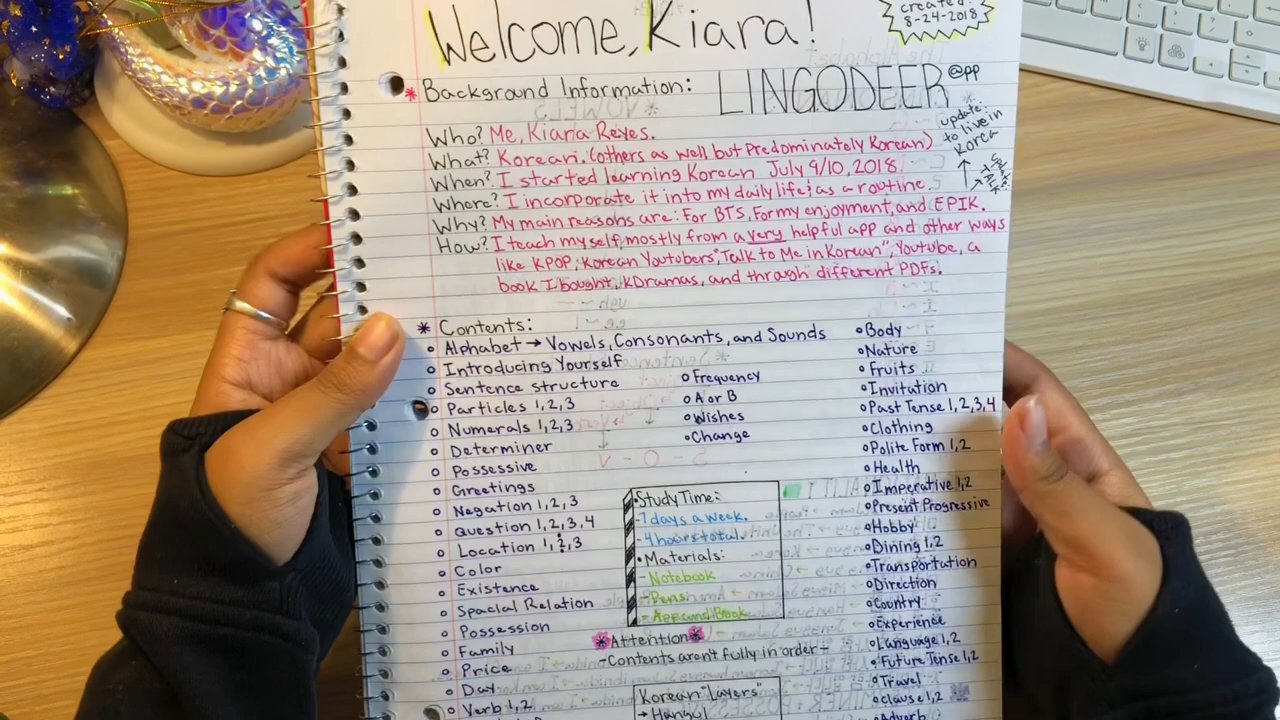 Welcome, Kiara!
created:
8-24-2018
* Background Information: LINGODEER @pp
Who? Me, Kiara Reyes.
What? Korean. (others as well but Predominately Korean)
When? I started learning Korean July 9/10, 2018.
Where? I incorporate it into my daily life; as a routine.
Why? My main reasons are: For BTS, For my enjoyment, and EPIK.
How? I teach myself, mostly from a very helpful app and other ways
like KPOP, Korean Youtubers, "Talk to Me in Korean", Youtube, a
book I bought, KDramas, and through different PDFs.
update:
to live in
Korea
update:
TALK
* Contents:
Alphabet → Vowels, Consonants, and Sounds
Introducing Yourself
Sentence structure
Particles 1,2,3
Numerals 1,2,3
Determiner
Possessive
Greetings
Negation 1,2,3
Question 1,2,3,4
Location 1,2,3
Color
Existence
Spacial Relation
Possession
Family
Price
Day
Verb 1,2
Frequency
A or B
Wishes
Change
Body
Nature
Fruits
Invitation
Past Tense 1,2,3,4
Clothing
Polite Form 1,2
Health
Imperative 1,2
Present Progressive
Hobby
Dining 1,2
Transportation
Direction
Country
Experience
Language 1,2
Future Tense 1,2
Travel
clause 1,2
Adverb
• Study Time:
- 7 days a week.
- 4 hours total.
• Materials:
- Notebook
- Pens
- App and Book
* Attention *
- Contents aren't fully in order -
Korean "Layers"
→ Hangul